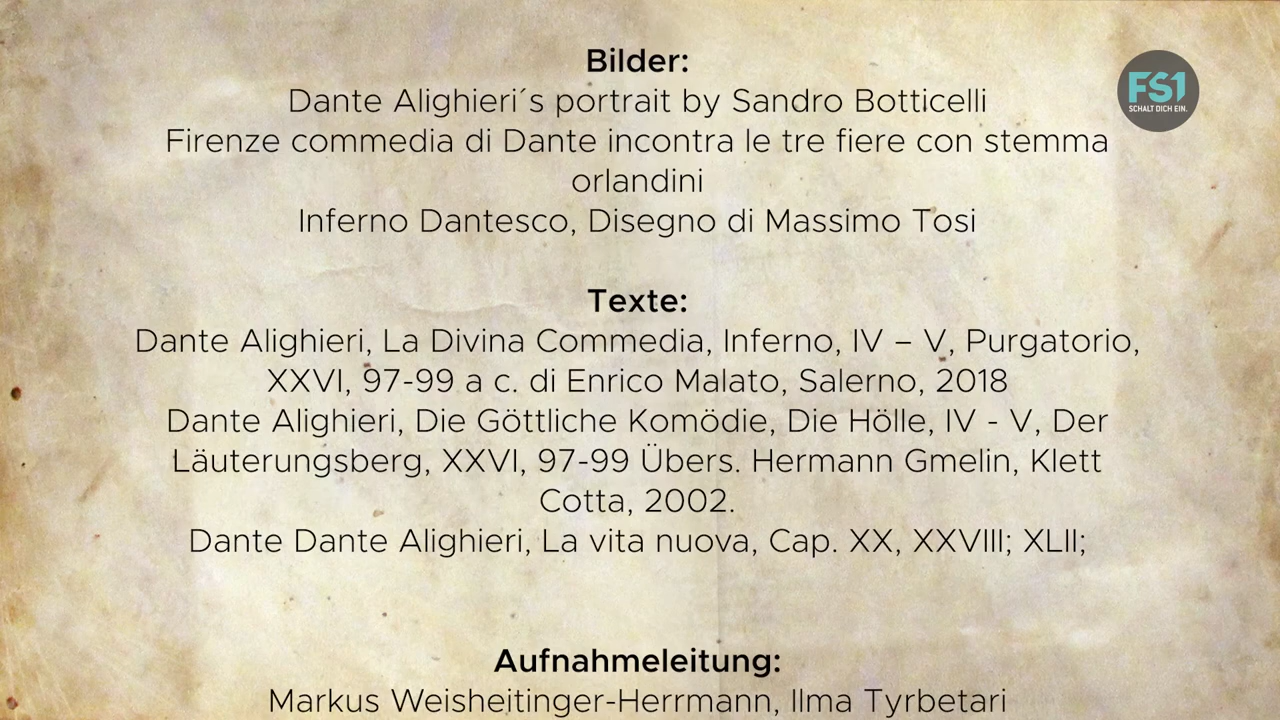 Bilder:
Dante Alighieri´s portrait by Sandro Botticelli
Firenze commedia di Dante incontra le tre fiere con stemma
orlandini
Inferno Dantesco, Disegno di Massimo Tosi
Texte:
Dante Alighieri, La Divina Commedia, Inferno, IV – V, Purgatorio,
XXVI, 97-99 a c. di Enrico Malato, Salerno, 2018
Dante Alighieri, Die Göttliche Komödie, Die Hölle, IV - V, Der
Läuterungsberg, XXVI, 97-99 Übers. Hermann Gmelin, Klett
Cotta, 2002.
Dante Dante Alighieri, La vita nuova, Cap. XX, XXVIII; XLII;
Aufnahmeleitung:
Markus Weisheitinger-Herrmann, Ilma Tyrbetari
FS1
SCHALT DICH EIN.